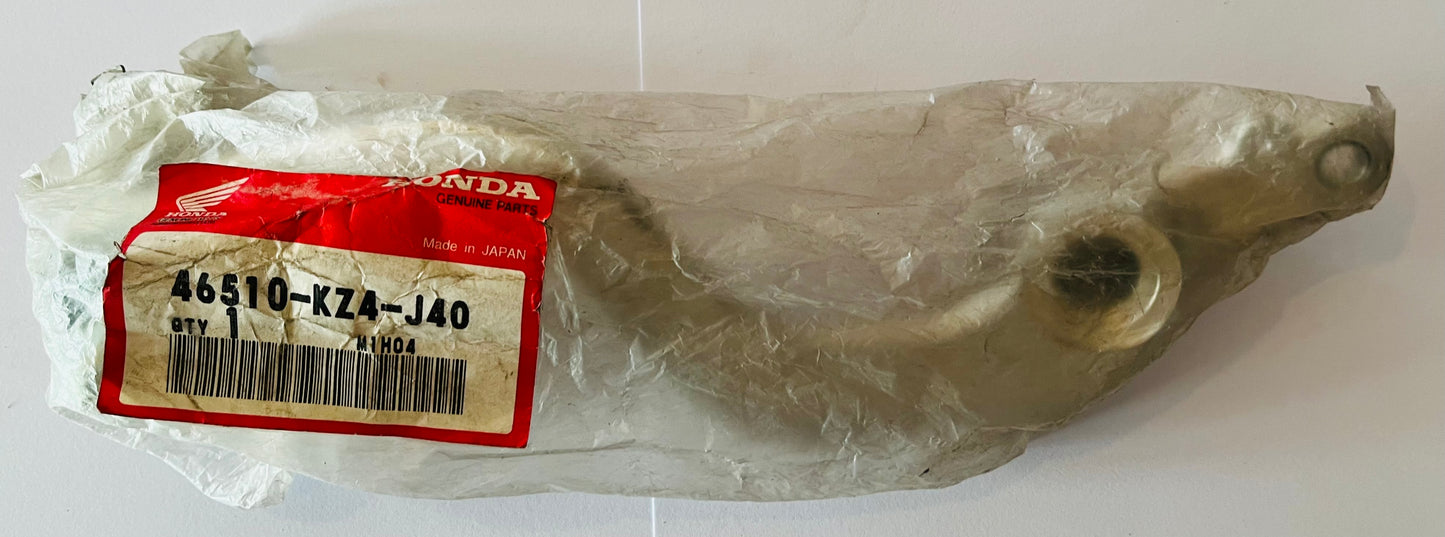 HONDA
HONDA
GENUINE PARTS
Made in JAPAN
46510-KZ4-J40
QTY 1
M1H04